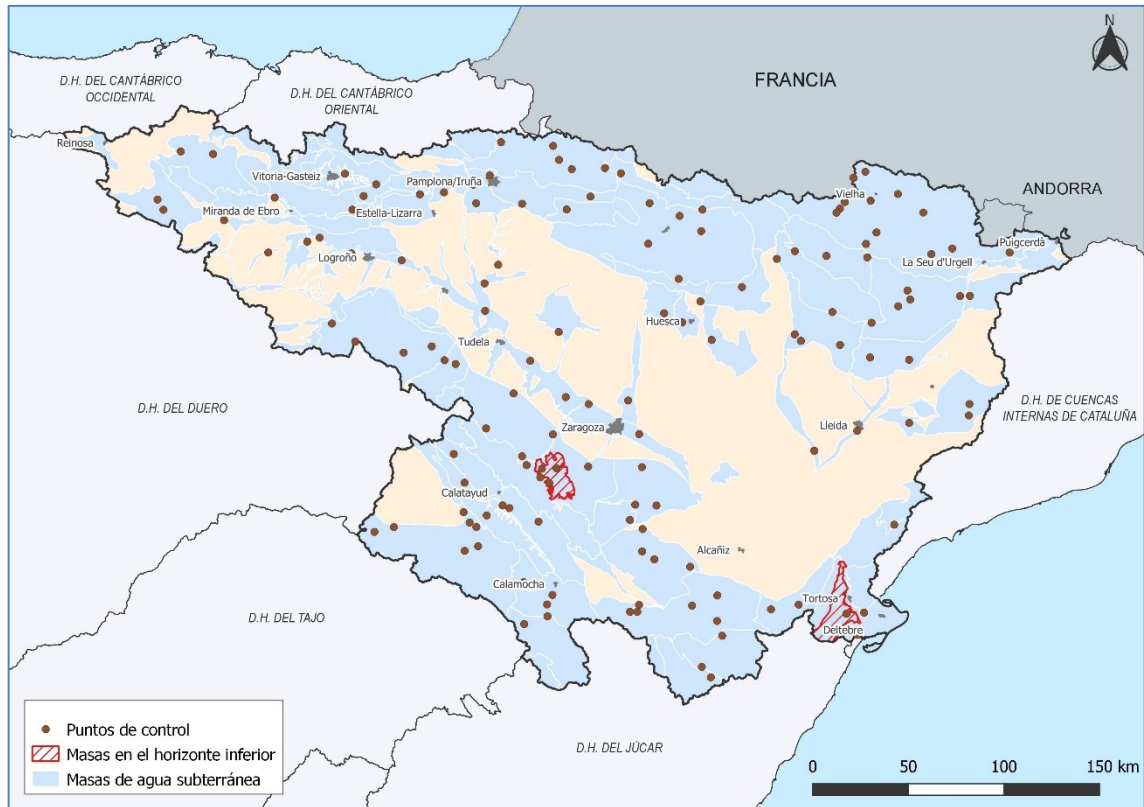 N
D.H. DEL CANTÁBRICO
OCCIDENTAL
D.H. DEL CANTÁBRICO
ORIENTAL
FRANCIA
ANDORRA
Reinosa
Vitoria-Gasteiz
Pamplona/Iruña
Vielha
Miranda de Ebro
Estella-Lizarra
Puigcerdà
La Seu d'Urgell
Logroño
Huesca
Tudela
D.H. DEL DUERO
D.H. DE CUENCAS
INTERNAS DE CATALUÑA
Zaragoza
Lleida
Calatayud
Alcañiz
Calamocha
Tortosa
Deltebre
D.H. DEL TAJO
D.H. DEL JÚCAR
Puntos de control
Masas en el horizonte inferior
Masas de agua subterránea
0 50 100 150 km